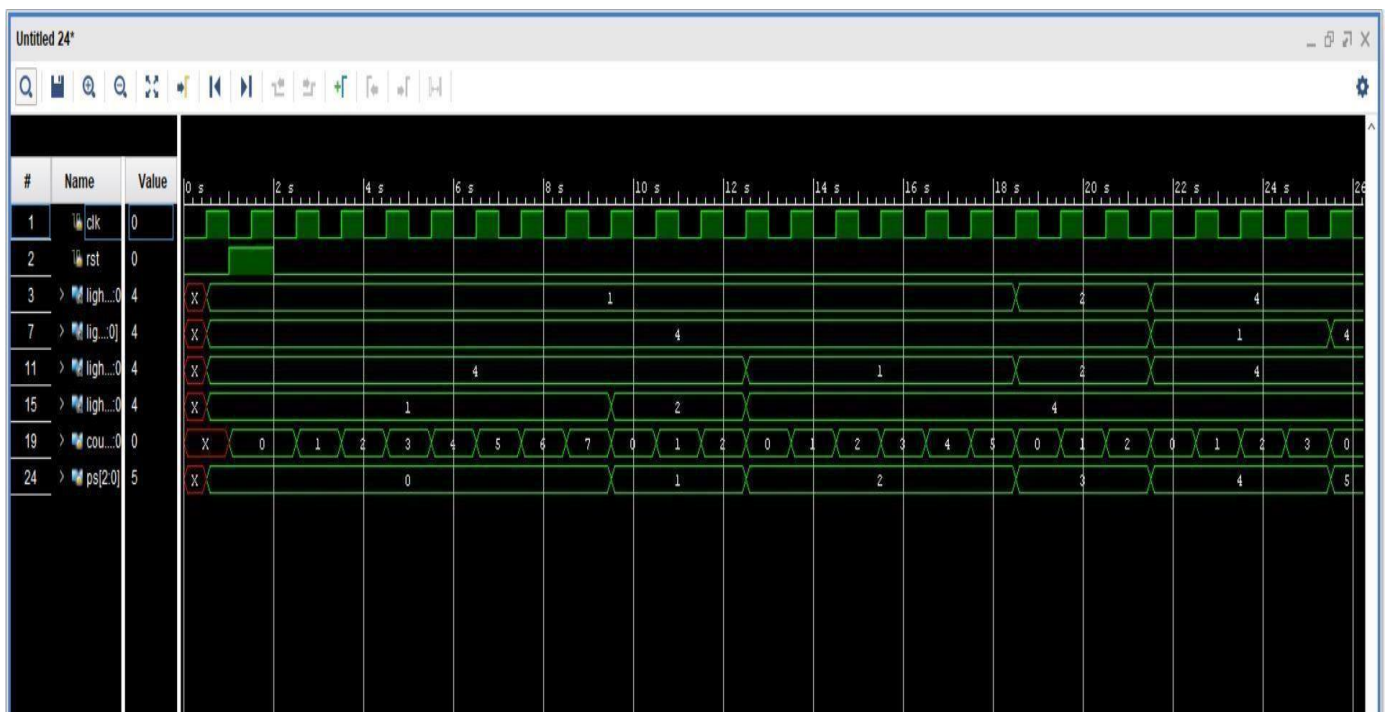 Untitled 24*
# Name Value
0 s 2 s 4 s 6 s 8 s 10 s 12 s 14 s 16 s 18 s 20 s 22 s 24 s 26
1 clk 0
2 rst 0
3 > ligh...:0 4 X 1 2 4
7 > lig...:0] 4 X 4 1 4
11 > ligh...:0 4 X 4 1 2 4
15 > ligh...:0 4 X 1 2 4
19 > cou...:0 0 X 0 1 2 3 4 5 6 7 0 1 2 0 1 2 3 4 5 0 1 2 0 1 2 3 0
24 > ps[2:0] 5 X 0 1 2 3 4 5